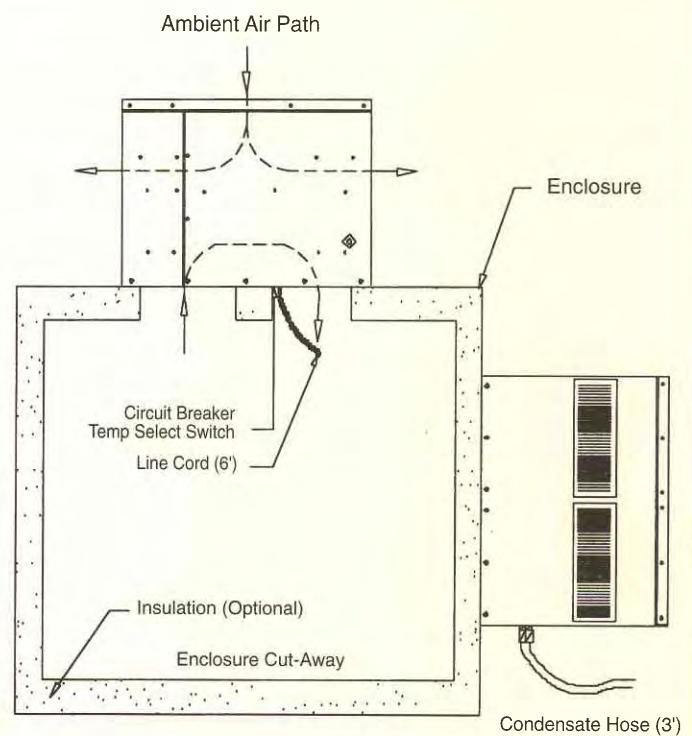 Ambient Air Path
Enclosure
Circuit Breaker
Temp Select Switch
Line Cord (6')
Insulation (Optional)
Enclosure Cut-Away
Condensate Hose (3')